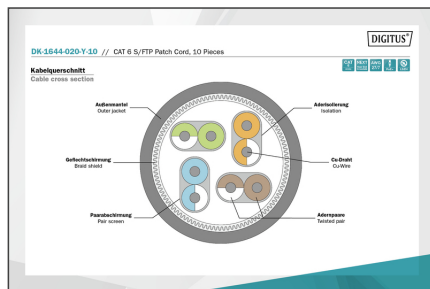 DIGITUS®
DK-1644-020-Y-10 // CAT 6 S/FTP Patch Cord, 10 Pieces
Kabelquerschnitt
Cable cross section
Außenmantel
Outer jacket
Aderisolierung
Isolation
Geflechtschirmung
Braid shield
Cu-Draht
Cu-Wire
Paarabschirmung
Pair screen
Adernpaare
Twisted pair